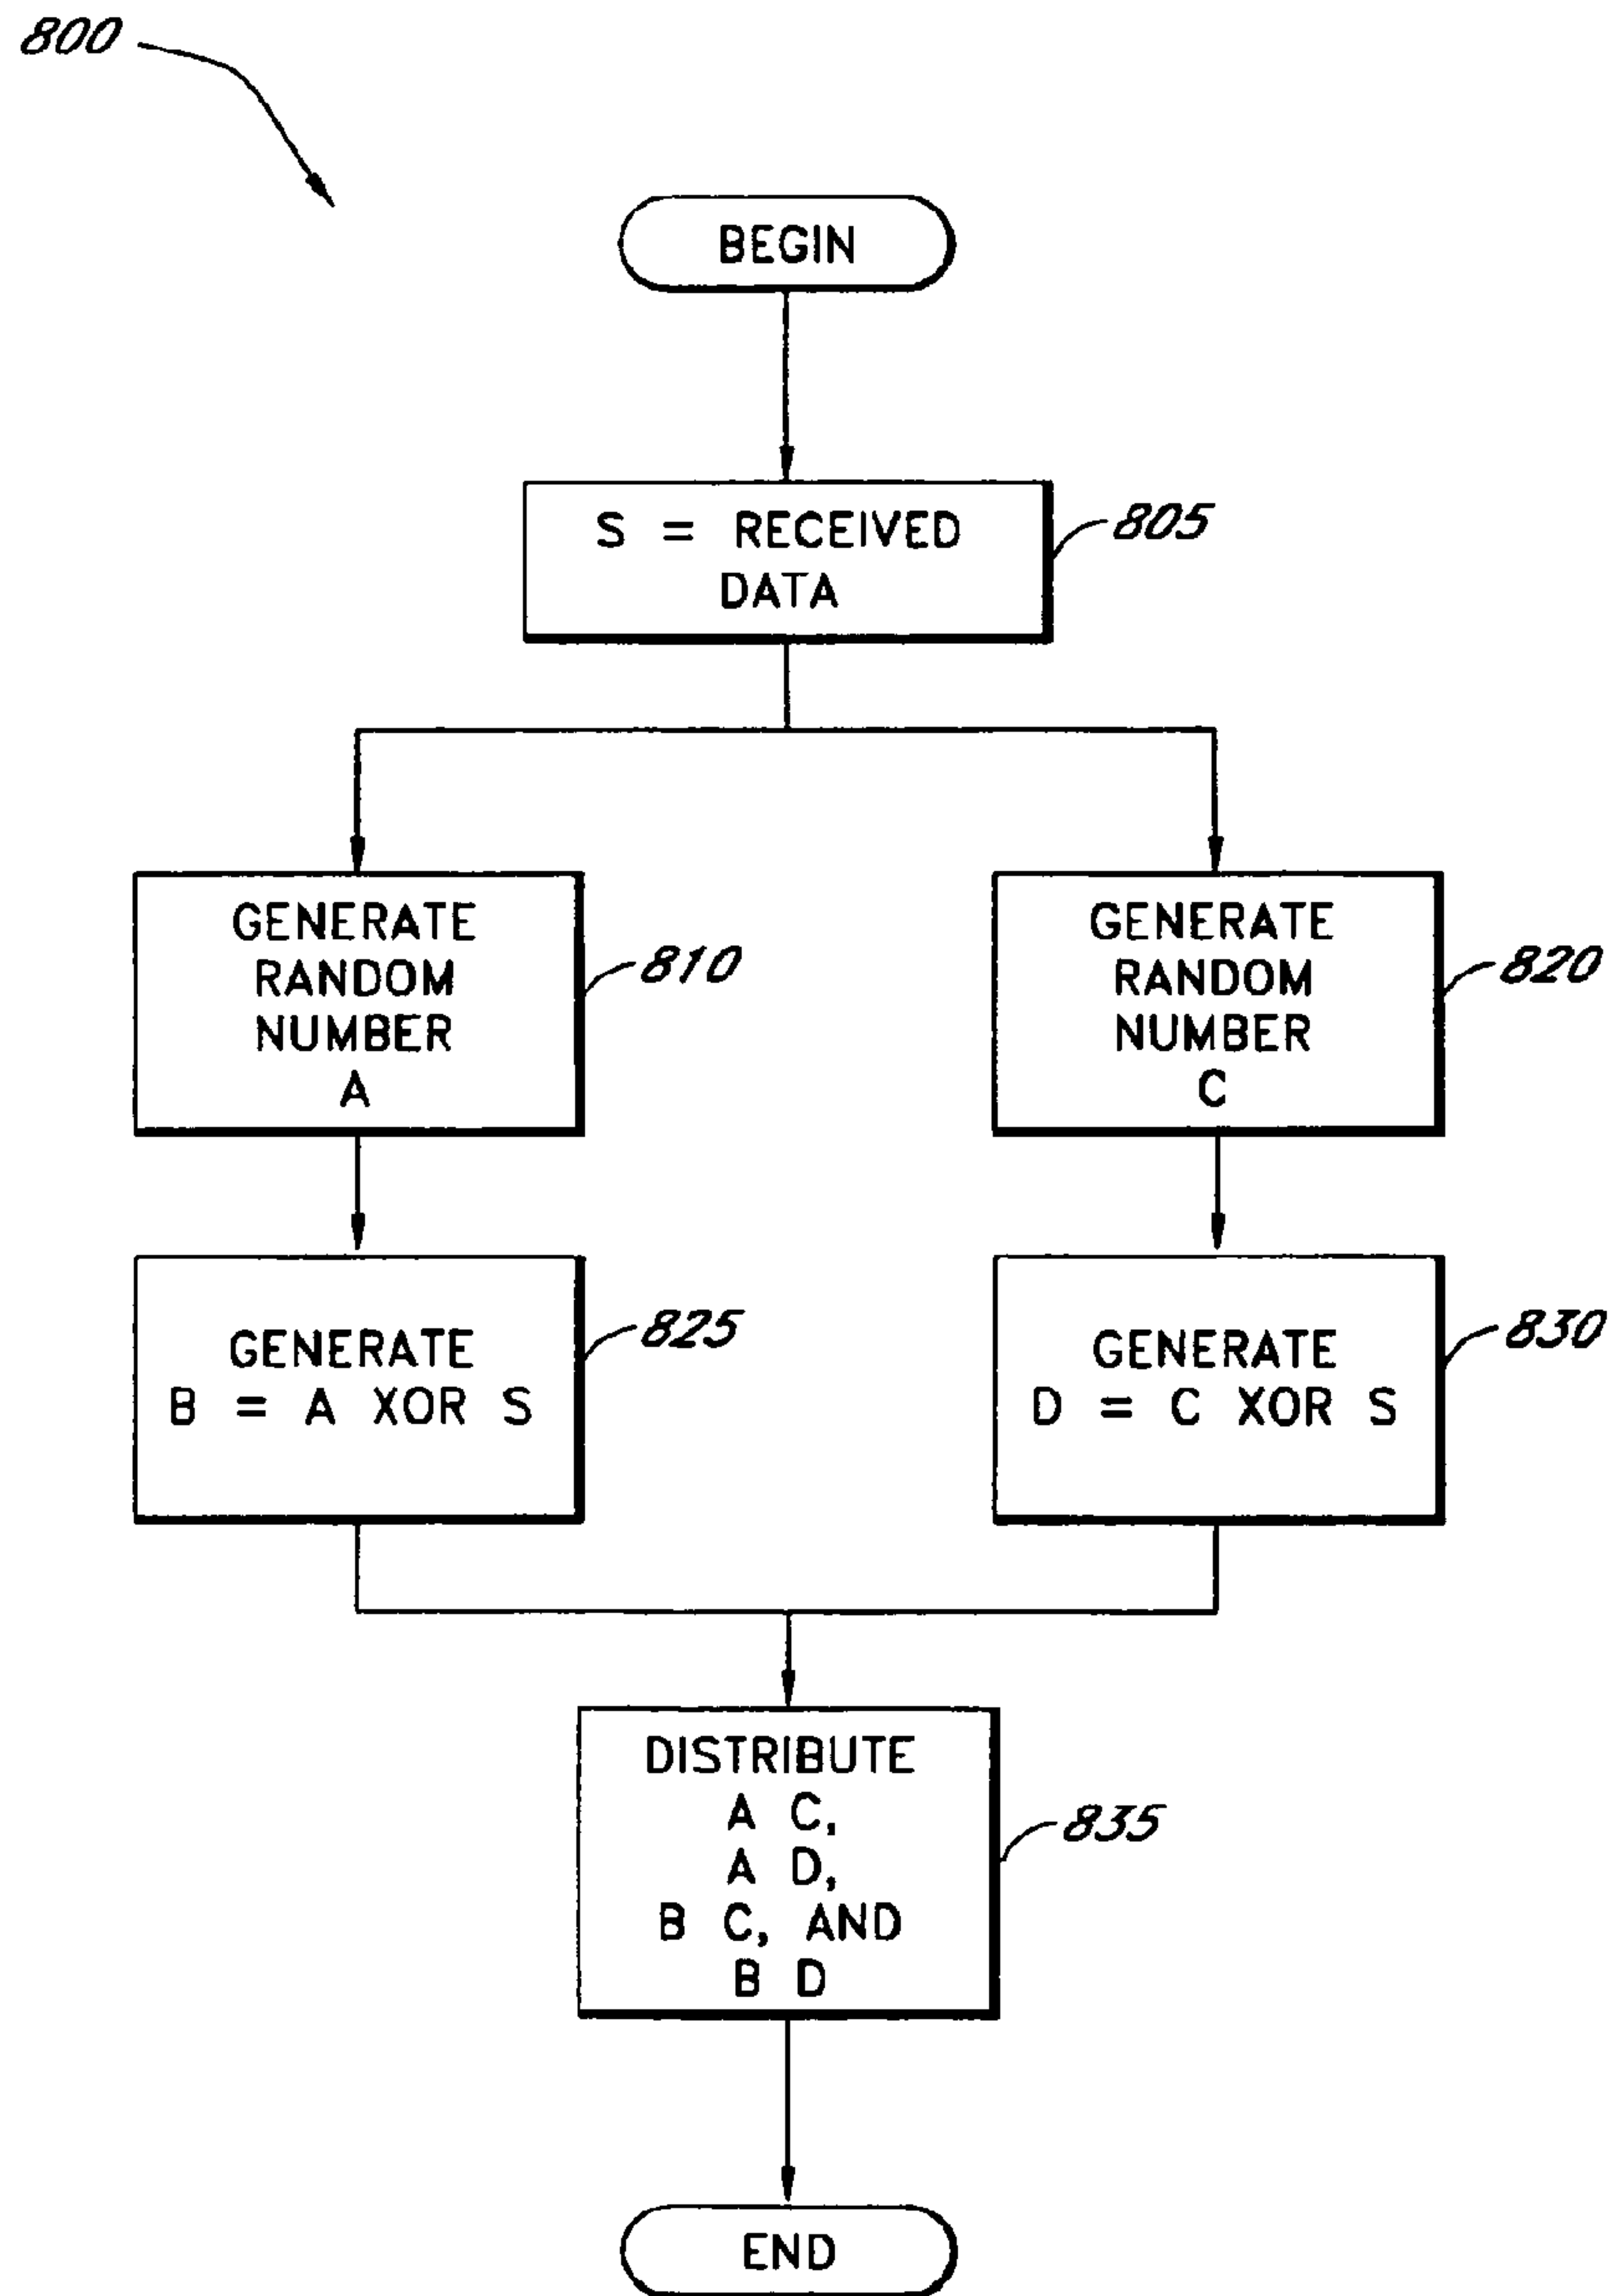 800
BEGIN
S = RECEIVED
DATA
805
GENERATE
RANDOM
NUMBER
A
810
GENERATE
RANDOM
NUMBER
C
820
GENERATE
B = A XOR S
825
GENERATE
D = C XOR S
830
DISTRIBUTE
A C,
A D,
B C, AND
B D
835
END